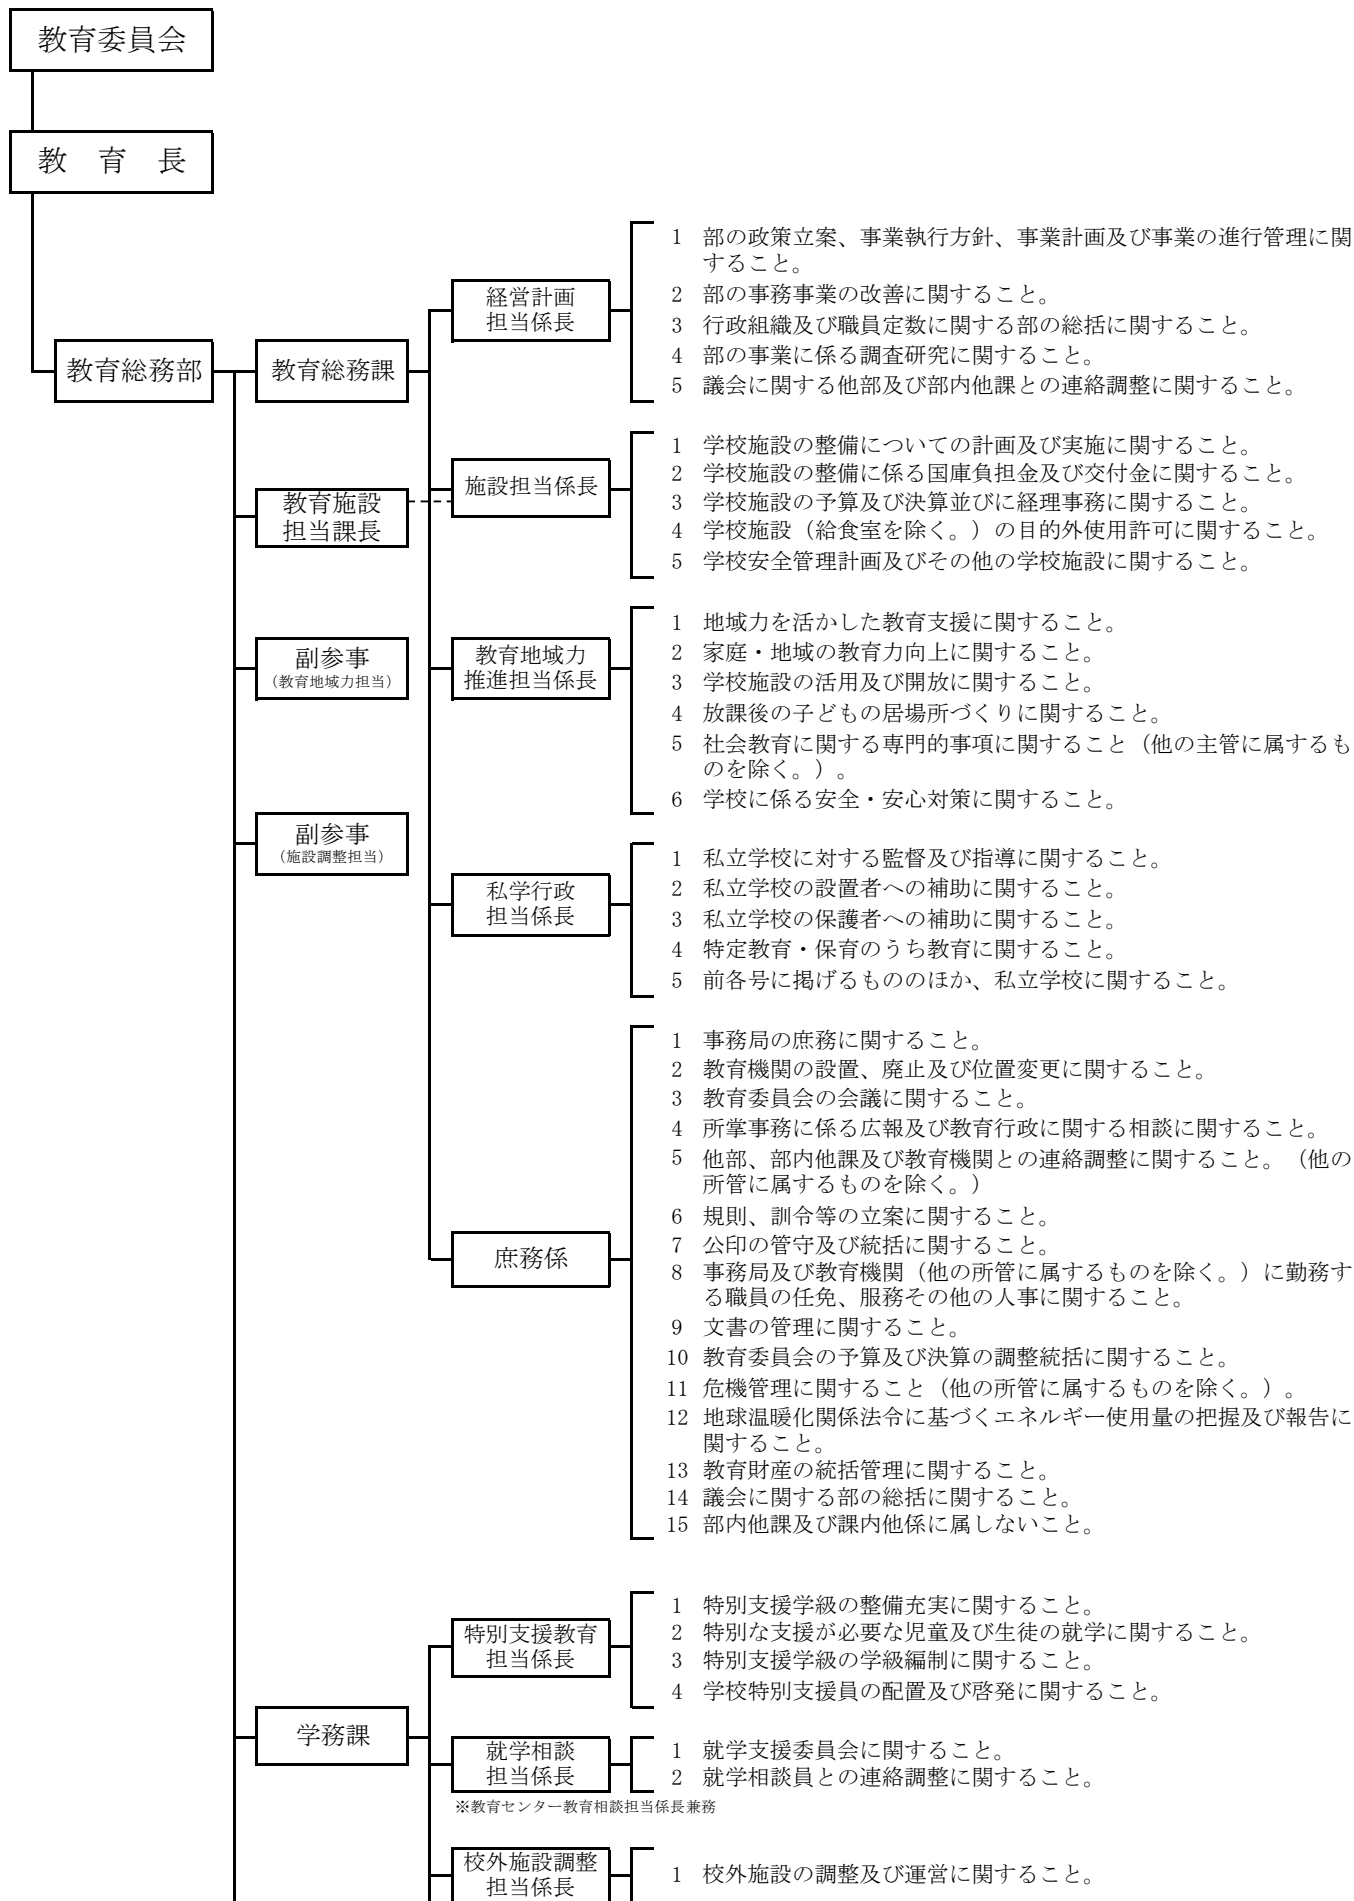 教育委員会
教　育　長
教育総務部
教育総務課
経営計画
担当係長
1 部の政策立案、事業執行方針、事業計画及び事業の進行管理に関
すること。
2 部の事務事業の改善に関すること。
3 行政組織及び職員定数に関する部の総括に関すること。
4 部の事業に係る調査研究に関すること。
5 議会に関する他部及び部内他課との連絡調整に関すること。
教育施設
担当課長
施設担当係長
1 学校施設の整備についての計画及び実施に関すること。
2 学校施設の整備に係る国庫負担金及び交付金に関すること。
3 学校施設の予算及び決算並びに経理事務に関すること。
4 学校施設（給食室を除く。）の目的外使用許可に関すること。
5 学校安全管理計画及びその他の学校施設に関すること。
副参事
（教育地域力担当）
教育地域力
推進担当係長
1 地域力を活かした教育支援に関すること。
2 家庭・地域の教育力向上に関すること。
3 学校施設の活用及び開放に関すること。
4 放課後の子どもの居場所づくりに関すること。
5 社会教育に関する専門的事項に関すること（他の主管に属するも
のを除く。）。
6 学校に係る安全・安心対策に関すること。
副参事
（施設調整担当）
私学行政
担当係長
1 私立学校に対する監督及び指導に関すること。
2 私立学校の設置者への補助に関すること。
3 私立学校の保護者への補助に関すること。
4 特定教育・保育のうち教育に関すること。
5 前各号に掲げるもののほか、私立学校に関すること。
庶務係
1 事務局の庶務に関すること。
2 教育機関の設置、廃止及び位置変更に関すること。
3 教育委員会の会議に関すること。
4 所掌事務に係る広報及び教育行政に関する相談に関すること。
5 他部、部内他課及び教育機関との連絡調整に関すること。（他の
所管に属するものを除く。）
6 規則、訓令等の立案に関すること。
7 公印の管守及び統括に関すること。
8 事務局及び教育機関（他の所管に属するものを除く。）に勤務す
る職員の任免、服務その他の人事に関すること。
9 文書の管理に関すること。
10 教育委員会の予算及び決算の調整統括に関すること。
11 危機管理に関すること（他の所管に属するものを除く。）。
12 地球温暖化関係法令に基づくエネルギー使用量の把握及び報告に
関すること。
13 教育財産の統括管理に関すること。
14 議会に関する部の総括に関すること。
15 部内他課及び課内他係に属しないこと。
学務課
特別支援教育
担当係長
1 特別支援学級の整備充実に関すること。
2 特別な支援が必要な児童及び生徒の就学に関すること。
3 特別支援学級の学級編制に関すること。
4 学校特別支援員の配置及び啓発に関すること。
就学相談
担当係長
1 就学支援委員会に関すること。
2 就学相談員との連絡調整に関すること。
※教育センター教育相談担当係長兼務
校外施設調整
担当係長
1 校外施設の調整及び運営に関すること。